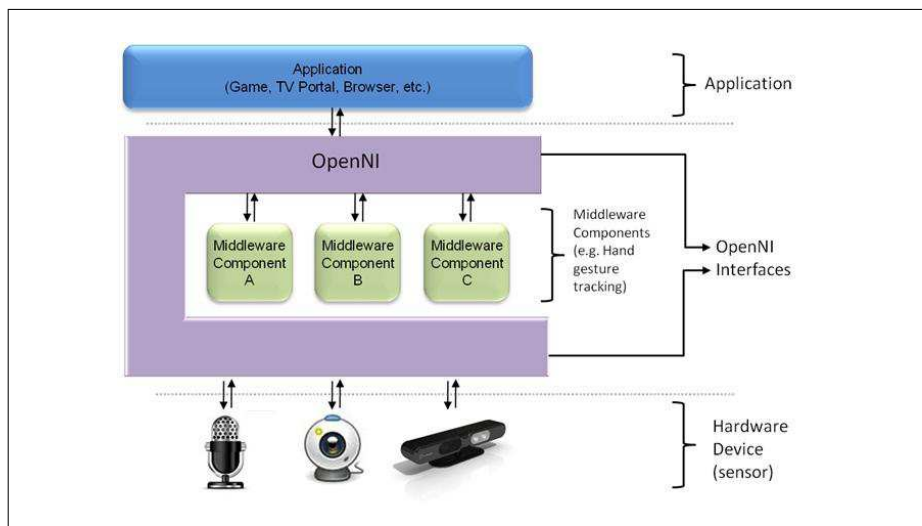 Application
(Game, TV Portal, Browser, etc.)
Application
OpenNI
Middleware
Component
A
Middleware
Component
B
Middleware
Component
C
Middleware
Components
(e.g. Hand
gesture
tracking)
OpenNI
Interfaces
Hardware
Device
(sensor)